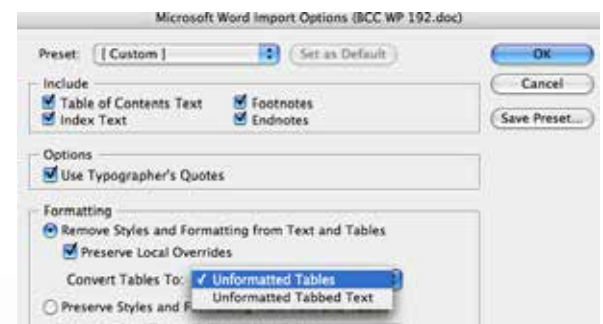 Microsoft Word Import Options (BCC WP 192.doc)
Preset: [ Custom ] Set as Default OK
Include Cancel
Table of Contents Text Footnotes
Index Text Endnotes Save Preset...
Options
Use Typographer's Quotes
Formatting
Remove Styles and Formatting from Text and Tables
Preserve Local Overrides
Convert Tables To: ✓ Unformatted Tables
Unformatted Tabbed Text
Preserve Styles and